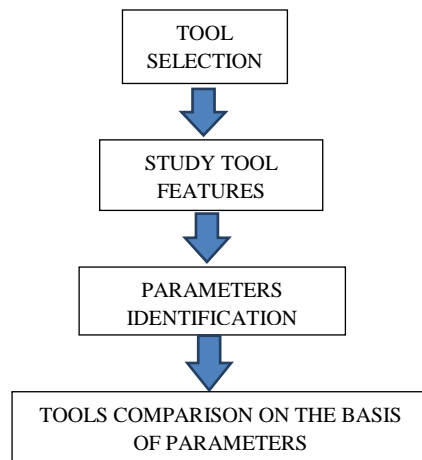 TOOL
SELECTION
STUDY TOOL
FEATURES
PARAMETERS
IDENTIFICATION
TOOLS COMPARISON ON THE BASIS
OF PARAMETERS